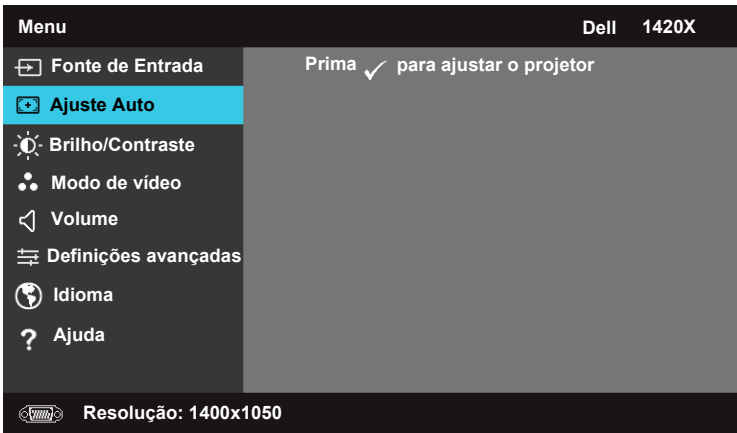 Menu
Dell 1420X
Fonte de Entrada
Prima ✓ para ajustar o projetor
Ajuste Auto
Brilho/Contraste
Modo de vídeo
Volume
Definições avançadas
Idioma
? Ajuda
Resolução: 1400x1050